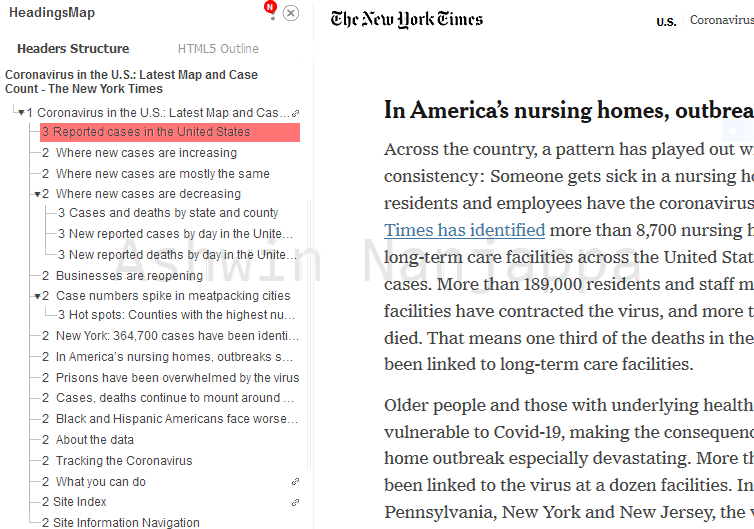 HeadingsMap
N
Headers Structure
HTML5 Outline
Coronavirus in the U.S.: Latest Map and Case
Count - The New York Times
1 Coronavirus in the U.S.: Latest Map and Cas...
3 Reported cases in the United States
2 Where new cases are increasing
2 Where new cases are mostly the same
2 Where new cases are decreasing
3 Cases and deaths by state and county
3 New reported cases by day in the Unite...
3 New reported deaths by day in the Unite...
2 Businesses are reopening
2 Case numbers spike in meatpacking cities
3 Hot spots: Counties with the highest nu...
2 New York: 364,700 cases have been identi...
2 In America's nursing homes, outbreaks s...
2 Prisons have been overwhelmed by the virus
2 Cases, deaths continue to mount around ...
2 Black and Hispanic Americans face worse...
2 About the data
2 Tracking the Coronavirus
2 What you can do
2 Site Index
2 Site Information Navigation
The New York Times
U.S.
Coronavirus
In America's nursing homes, outbrea
Across the country, a pattern has played out w
consistency: Someone gets sick in a nursing ho
residents and employees have the coronavirus
Times has identified more than 8,700 nursing h
long-term care facilities across the United Stat
cases. More than 189,000 residents and staff m
facilities have contracted the virus, and more t
died. That means one third of the deaths in the
been linked to long-term care facilities.
Older people and those with underlying health
vulnerable to Covid-19, making the consequenc
home outbreak especially devastating. More th
been linked to the virus at a dozen facilities. In
Pennsylvania, New York and New Jersey, the v
Ashwin Nanjappa